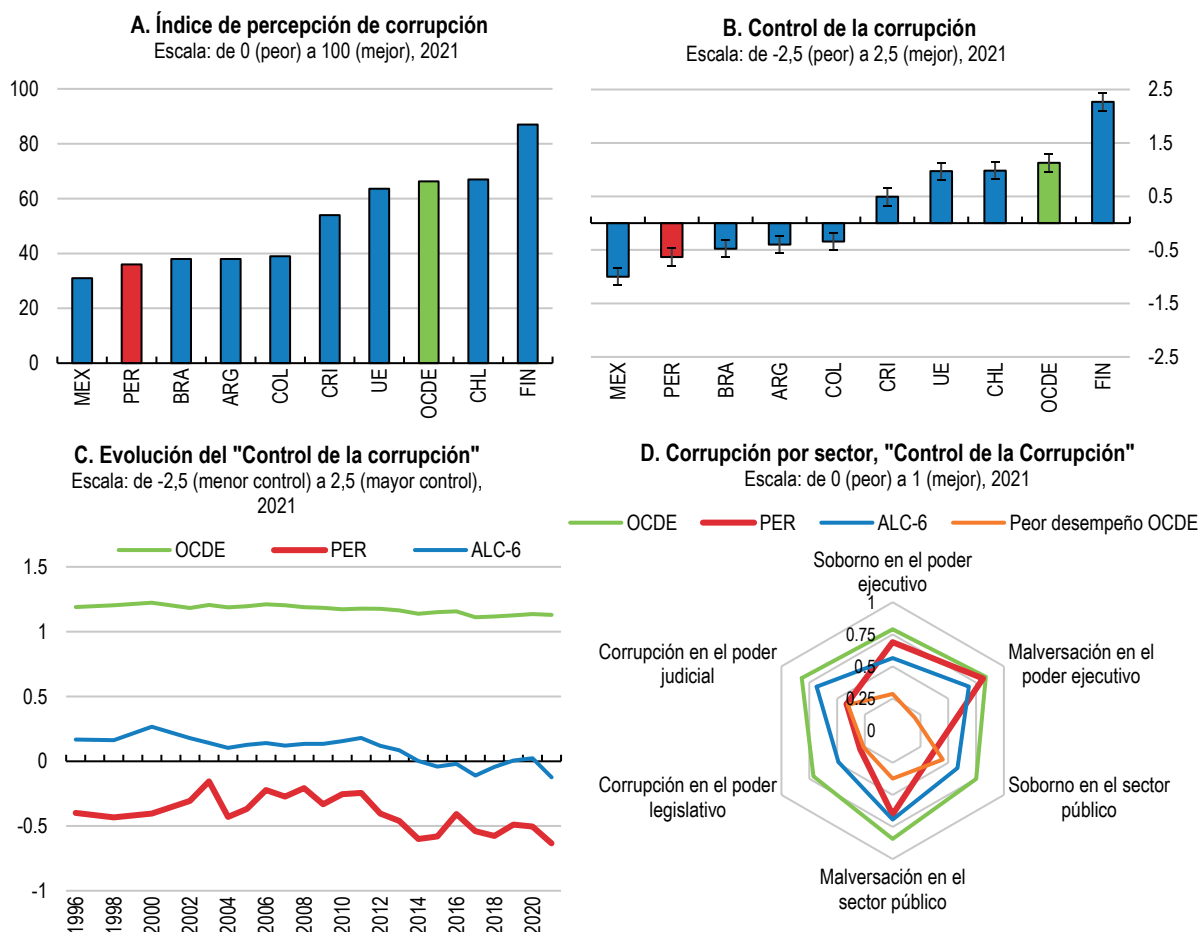 A. Índice de percepción de corrupción
Escala: de 0 (peor) a 100 (mejor), 2021
100
80
60
40
20
0
MEX
PER
BRA
ARG
COL
CRI
UE
OCDE
CHL
FIN
B. Control de la corrupción
Escala: de -2,5 (peor) a 2,5 (mejor), 2021
2.5
1.5
0.5
-0.5
-1.5
-2.5
MEX
PER
BRA
ARG
COL
CRI
UE
CHL
OCDE
FIN
C. Evolución del "Control de la corrupción"
Escala: de -2,5 (menor control) a 2,5 (mayor control),
2021
OCDE PER ALC-6
1.5
1
0.5
0
-0.5
-1
1996
1998
2000
2002
2004
2006
2008
2010
2012
2014
2016
2018
2020
D. Corrupción por sector, "Control de la Corrupción"
Escala: de 0 (peor) a 1 (mejor), 2021
OCDE PER ALC-6 Peor desempeño OCDE
Soborno en el poder
ejecutivo
1
0.75
0.5
0.25
0
Malversación en el
poder ejecutivo
Soborno en el sector
público
Malversación en el
sector público
Corrupción en el poder
legislativo
Corrupción en el poder
judicial